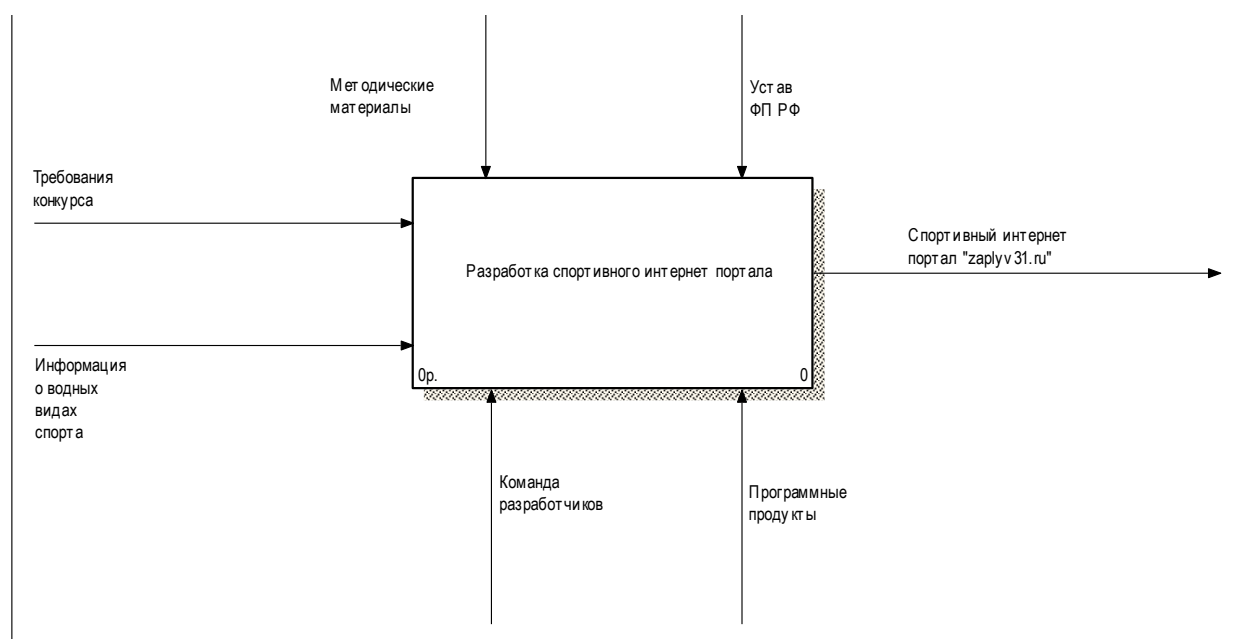 Методические
материалы
Устав
ФП РФ
Требования
конкурса
Спортивный интернет
портал "zaplyv31.ru"
Разработка спортивного интернет портала
Информация
о водных
видах
спорта
0р.
0
Команда
разработчиков
Программные
продукты